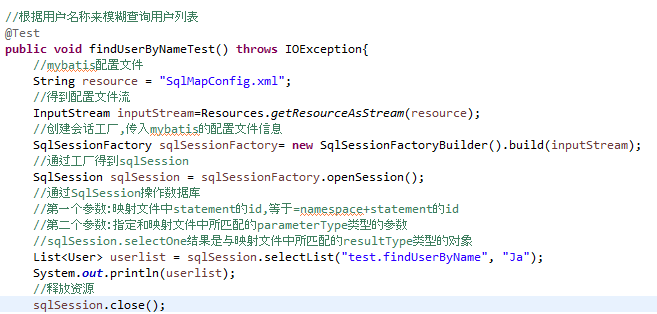 //根据用户名称来模糊查询用户列表
@Test
public void findUserByNameTest() throws IOException{
//mybatis配置文件
String resource = "SqlMapConfig.xml";
//得到配置文件流
InputStream inputStream=Resources.getResourceAsStream(resource);
//创建会话工厂,传入mybatis的配置文件信息
SqlSessionFactory sqlSessionFactory= new SqlSessionFactoryBuilder().build(inputStream);
//通过工厂得到sqlSession
SqlSession sqlSession = sqlSessionFactory.openSession();
//通过SqlSession操作数据库
//第一个参数:映射文件中statement的id,等于=namespace+statement的id
//第二个参数:指定和映射文件中所匹配的parameterType类型的参数
//sqlSession.selectOne结果是与映射文件中所匹配的resultType类型的对象
List<User> userlist = sqlSession.selectList("test.findUserByName", "Ja");
System.out.println(userlist);
//释放资源
sqlSession.close();